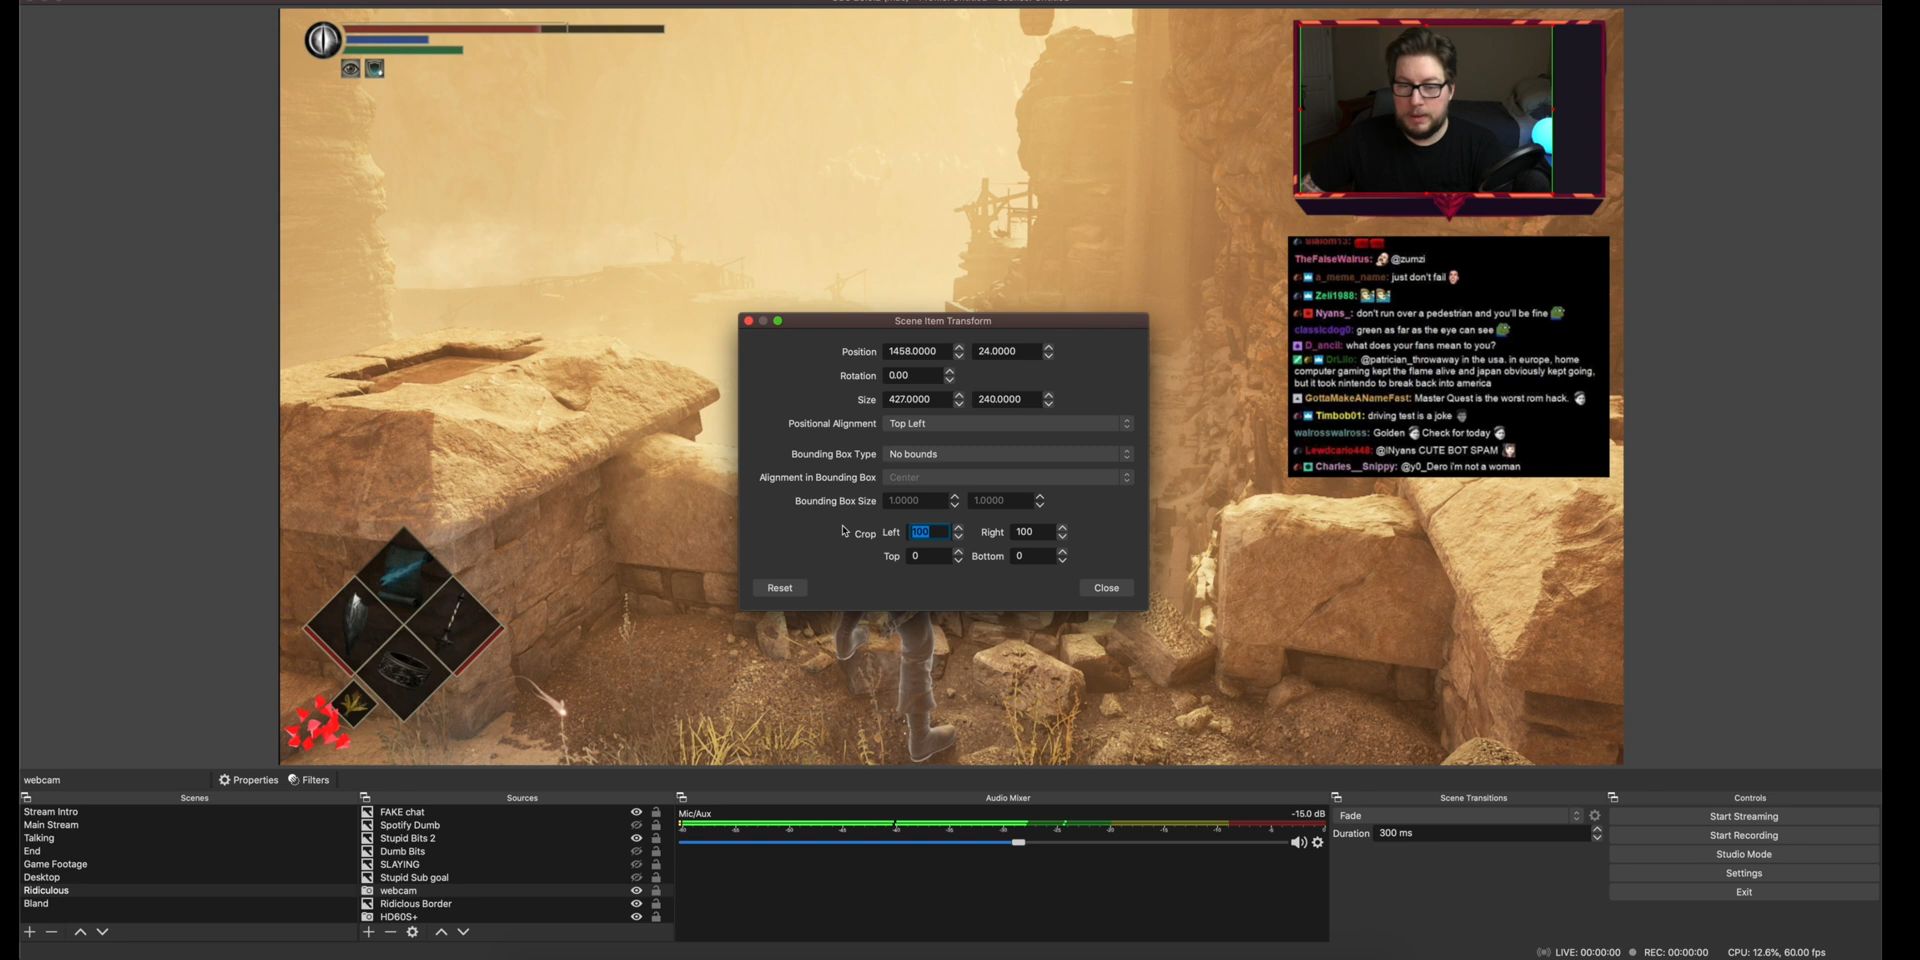 Scene Item Transform
Position 1458.0000 24.0000
Rotation 0.00
Size 427.0000 240.0000
Positional Alignment Top Left
Bounding Box Type No bounds
Alignment in Bounding Box Center
Bounding Box Size 1.0000 1.0000
Crop Left 100 Right 100
Top 0 Bottom 0
Reset Close
TheFalseWalrus: @zumzi
a_meme_name: just don't fail
Zeli1988:
Nyans_: don't run over a pedestrian and you'll be fine
classicdog0: green as far as the eye can see
D_ancil: what does your fans mean to you?
DrLilo: @patrician_throwaway in the usa. in europe, home
computer gaming kept the flame alive and japan obviously kept going,
but it took nintendo to break back into america
GottaMakeANameFast: Master Quest is the worst rom hack.
Timbob01: driving test is a joke
walrosswalross: Golden Check for today
Lewdcario448: @INyans CUTE BOT SPAM
Charles__Snippy: @y0_Dero i'm not a woman
webcam Properties Filters
Scenes
Stream Intro
Main Stream
Talking
End
Game Footage
Desktop
Ridiculous
Bland
Sources
FAKE chat
Spotify Dumb
Stupid Bits 2
Dumb Bits
SLAYING
Stupid Sub goal
webcam
Ridiclous Border
HD60S+
Audio Mixer
Mic/Aux -15.0 dB
Scene Transitions
Fade
Duration 300 ms
Controls
Start Streaming
Start Recording
Studio Mode
Settings
Exit
LIVE: 00:00:00 REC: 00:00:00 CPU: 12.6%, 60.00 fps